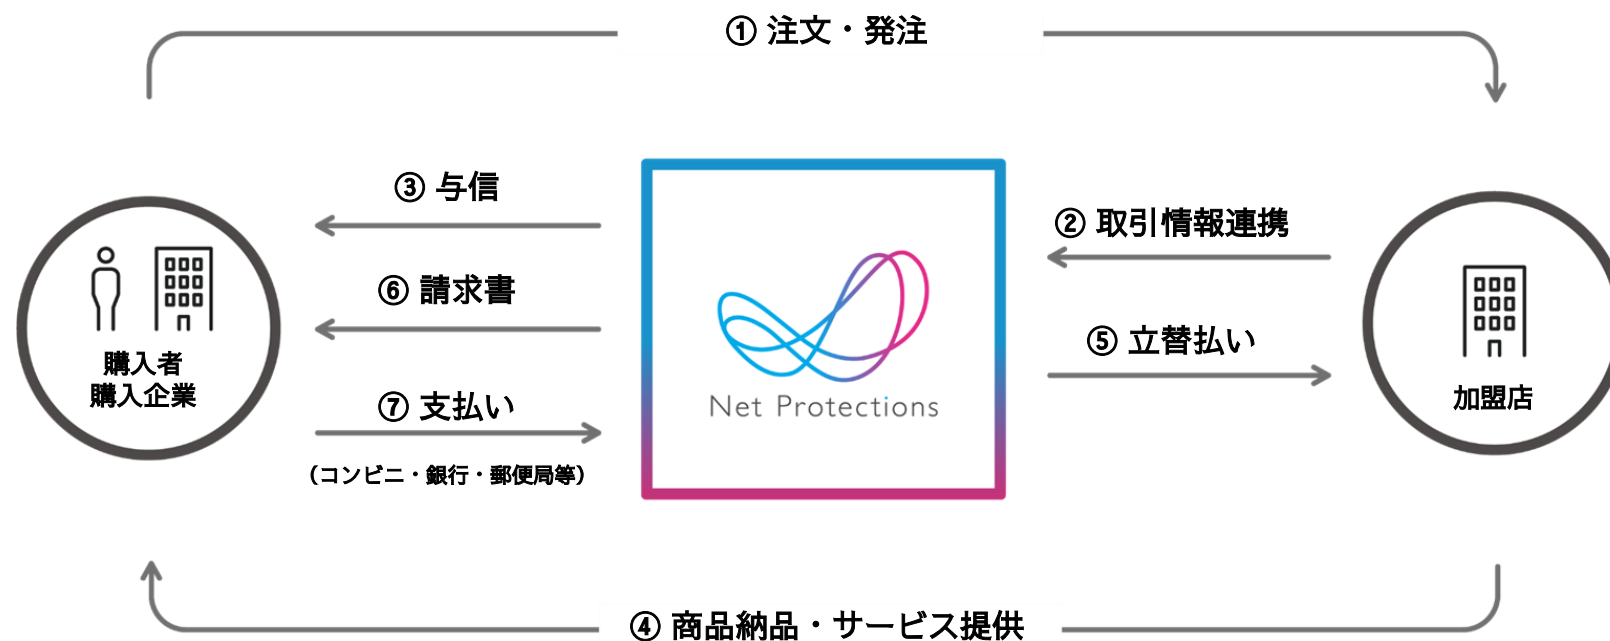 ① 注文・発注
③ 与信
② 取引情報連携
⑥ 請求書
⑤ 立替払い
購入者
購入企業
⑦ 支払い
（コンビニ・銀行・郵便局等）
Net Protections
加盟店
④ 商品納品・サービス提供